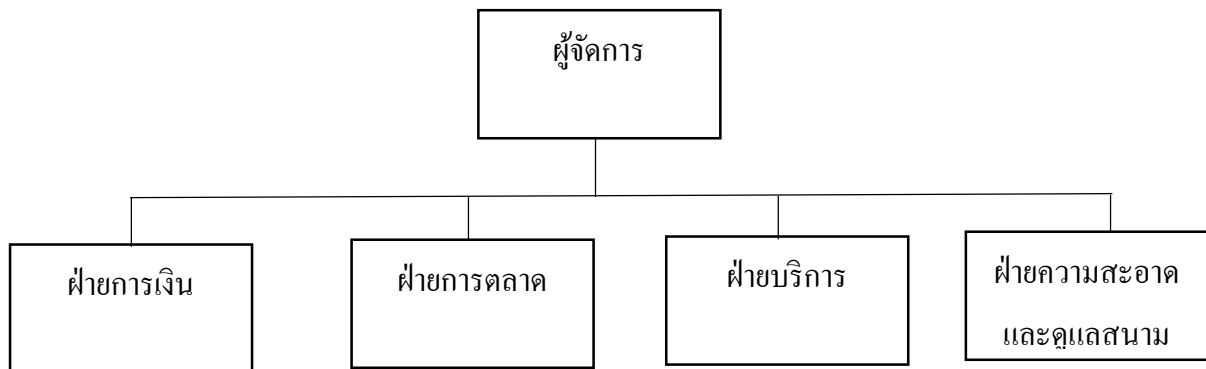 ผู้จัดการ
ฝ่ายการเงิน
ฝ่ายการตลาด
ฝ่ายบริการ
ฝ่ายความสะอาด
และดูแลสนาม